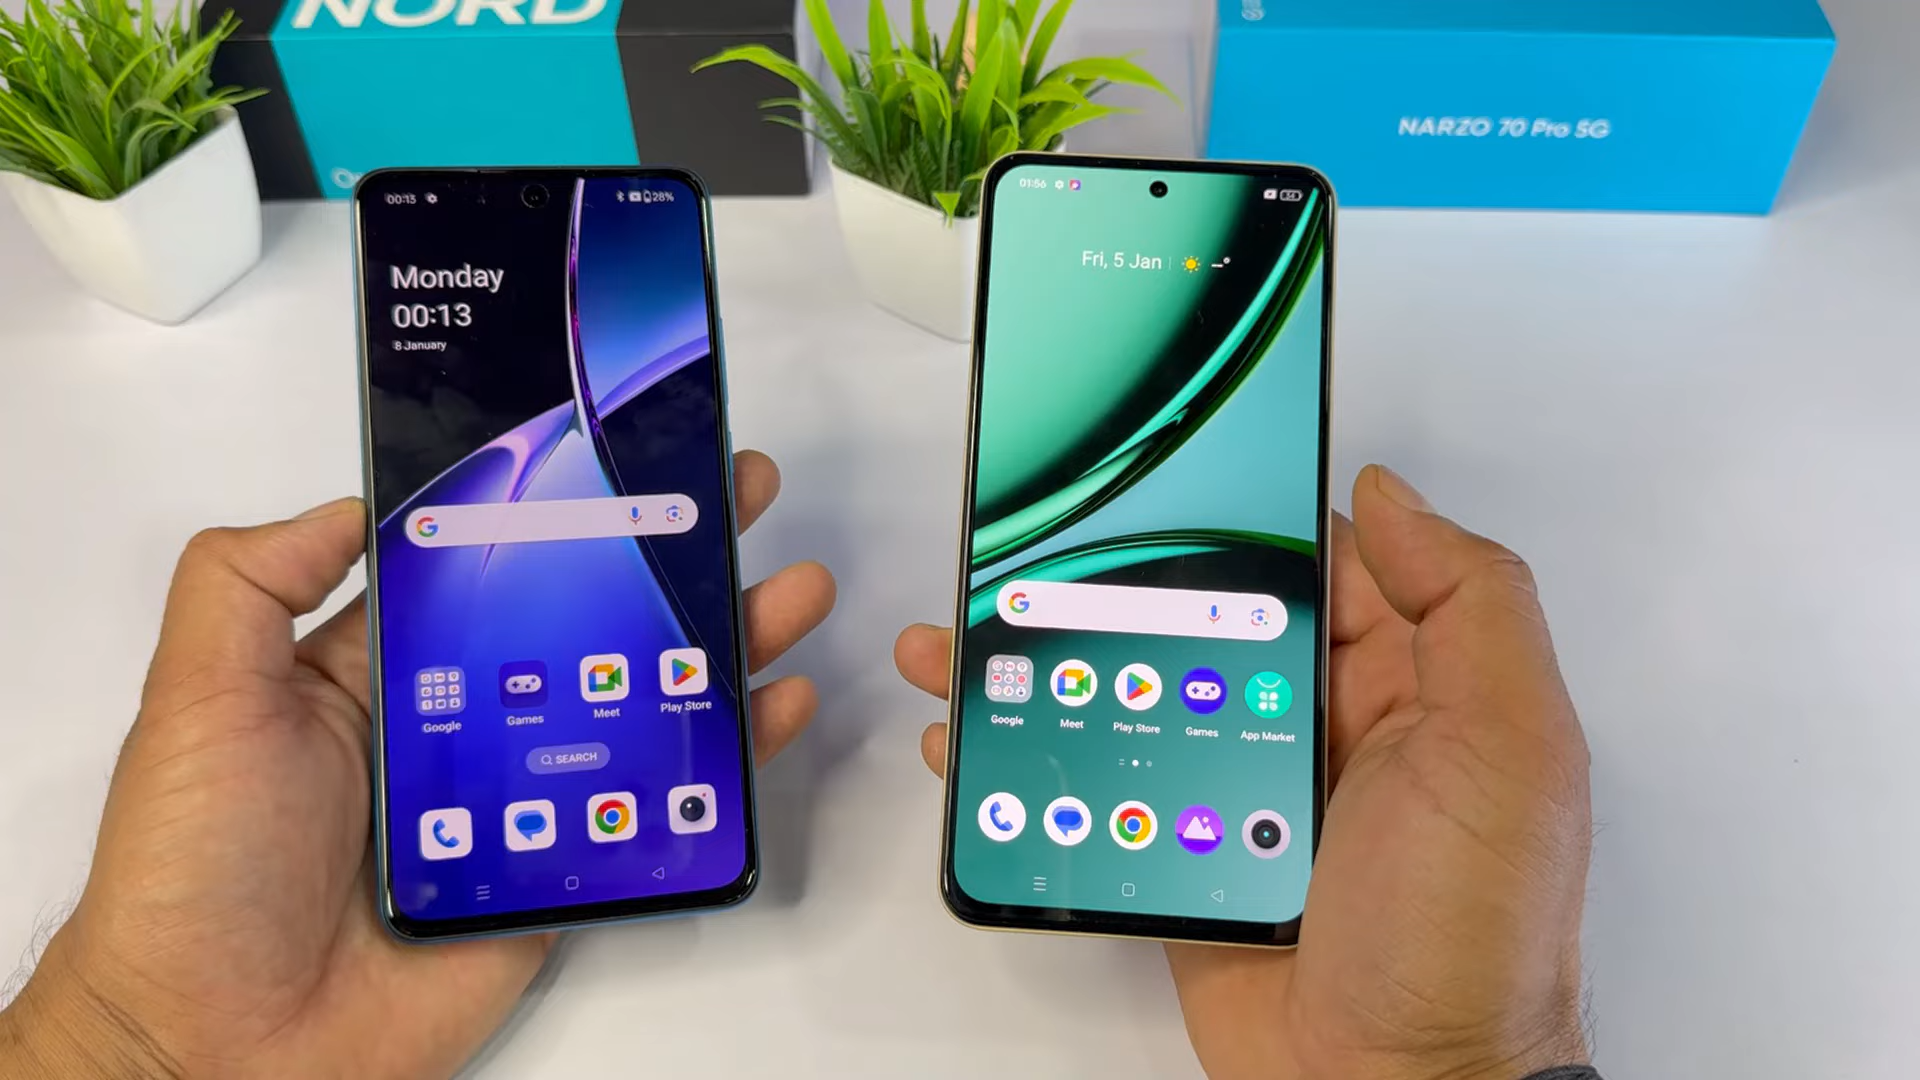 NORD
NARZO 70 Pro 5G
00:13
28%
Monday
00:13
8 January
Google
Games
Meet
Play Store
SEARCH
01:56
Fri, 5 Jan
Google
Meet
Play Store
Games
App Market